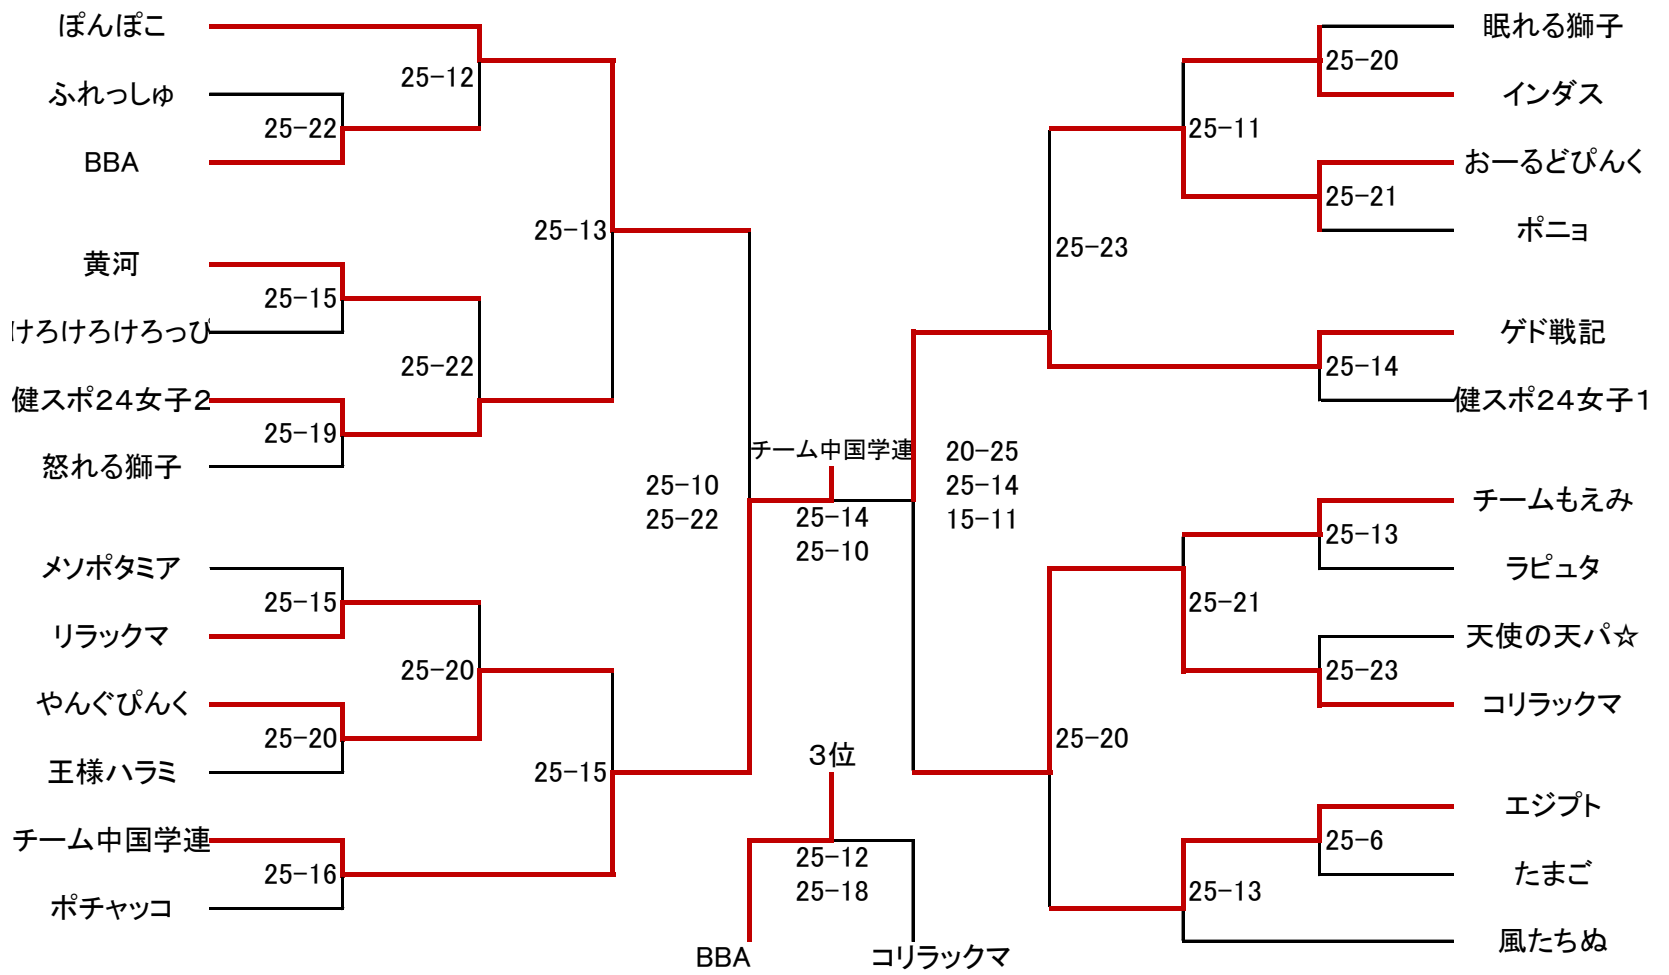 ぽんぽこ
25-12
ふれっしゅ
25-22
BBA
25-13
黄河
25-15
けろけろけろっぴ
25-22
健スポ24女子2
25-19
怒れる獅子
25-10
25-22
メソポタミア
25-15
リラックマ
25-20
やんぐぴんく
25-20
王様ハラミ
25-15
チーム中国学連
25-16
ポチャッコ
チーム中国学連
25-14
25-10
3位
25-12
25-18
BBA
コリラックマ
眠れる獅子
25-20
インダス
25-11
おーるどぴんく
25-21
ポニョ
25-23
ゲド戦記
25-14
健スポ24女子1
20-25
25-14
15-11
チームもえみ
25-13
ラピュタ
25-21
天使の天パ☆
25-23
コリラックマ
25-20
エジプト
25-6
たまご
25-13
風たちぬ